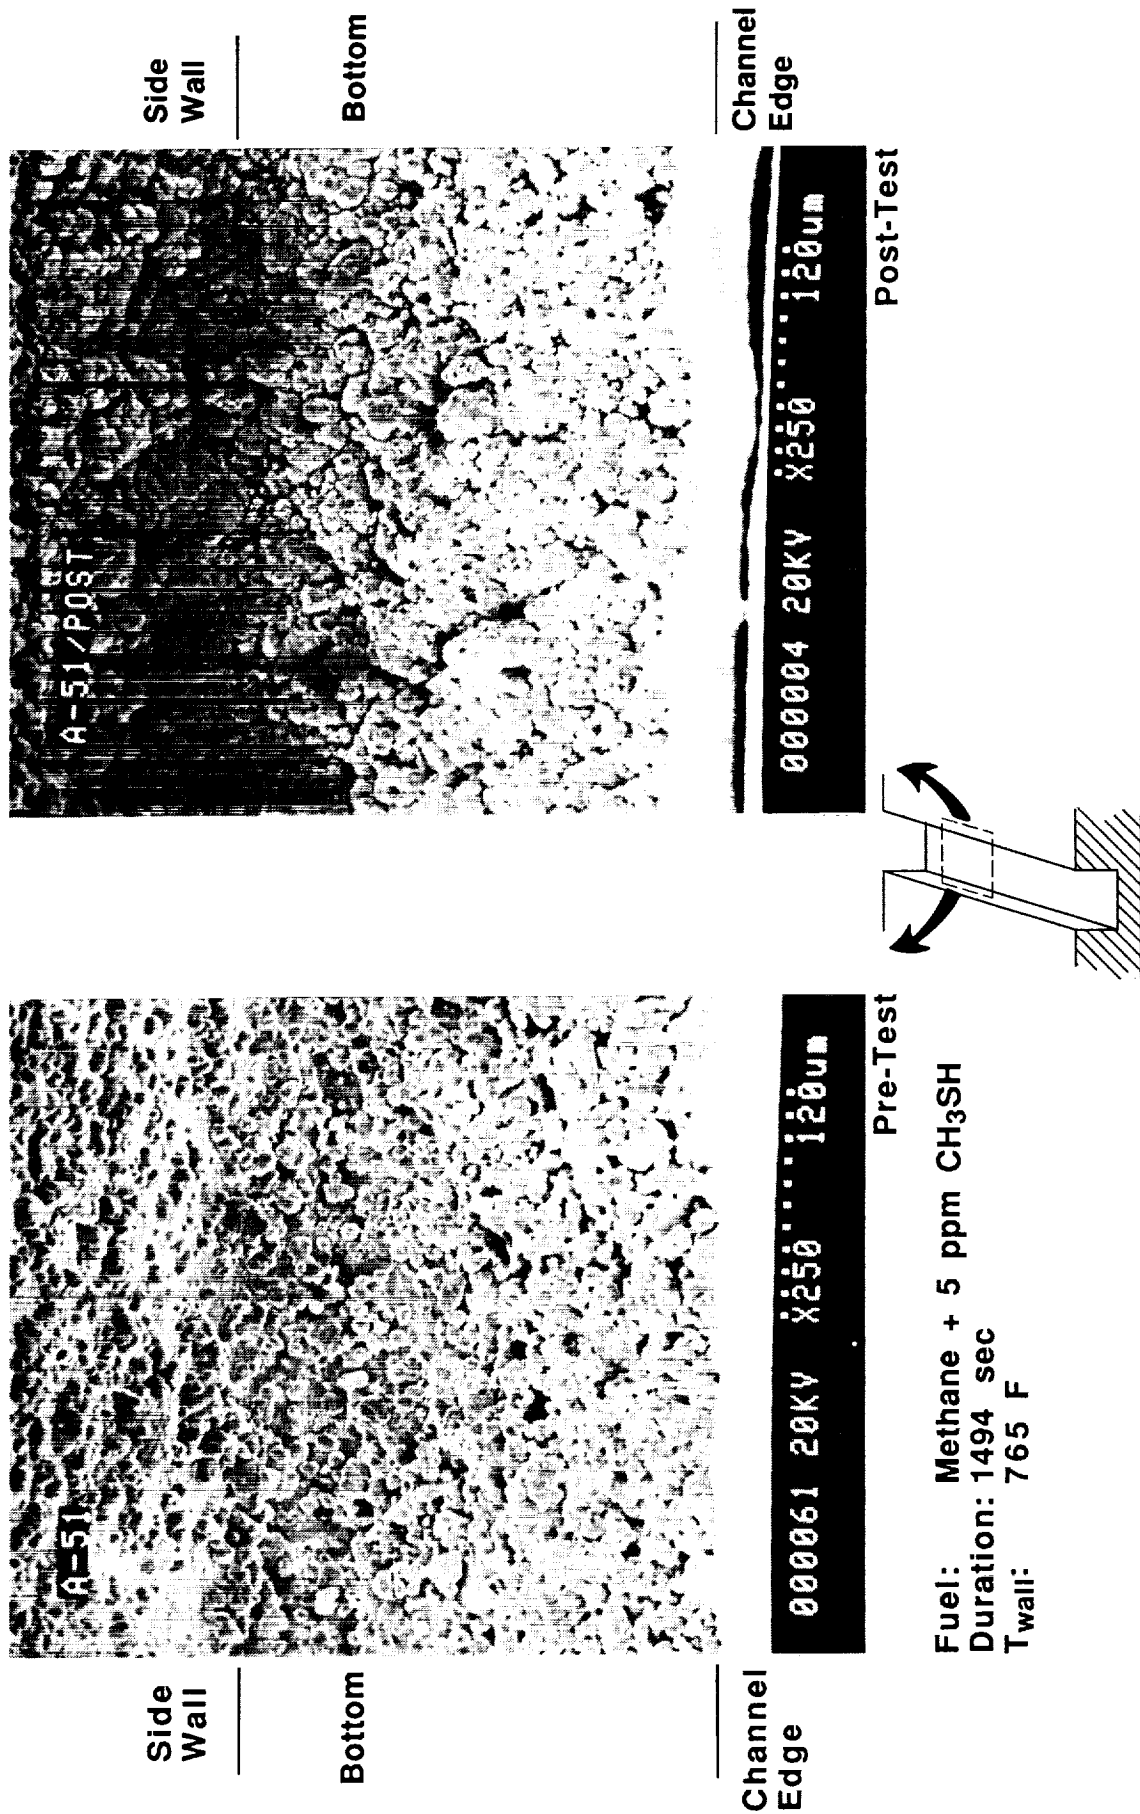 Side
Wall
Bottom
Channel
Edge
A-51
000061 20KV X250 120um
Pre-Test
Side
Wall
Bottom
Channel
Edge
A-51/POST
000004 20KV X250 120um
Post-Test
Fuel: Methane + 5 ppm CH₃SH
Duration: 1494 sec
Twall: 765 F